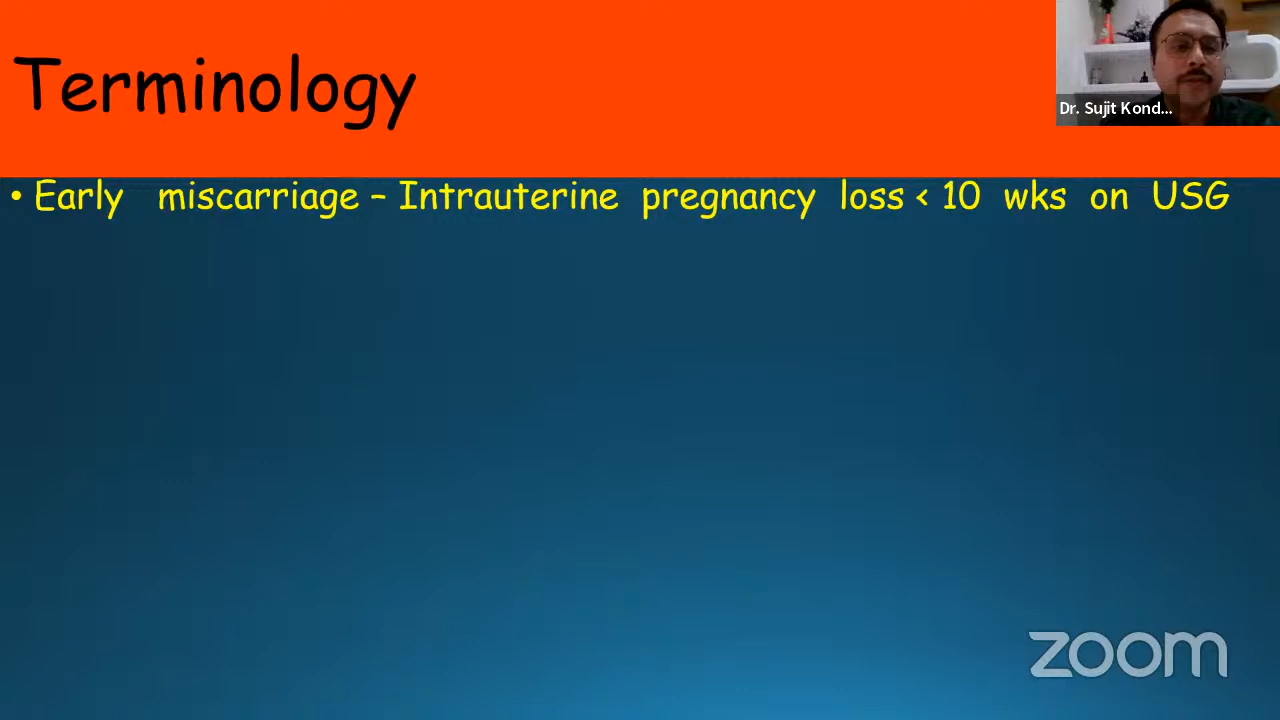 Terminology
Dr. Sujit Kond...
• Early miscarriage – Intrauterine pregnancy loss < 10 wks on USG
zoom